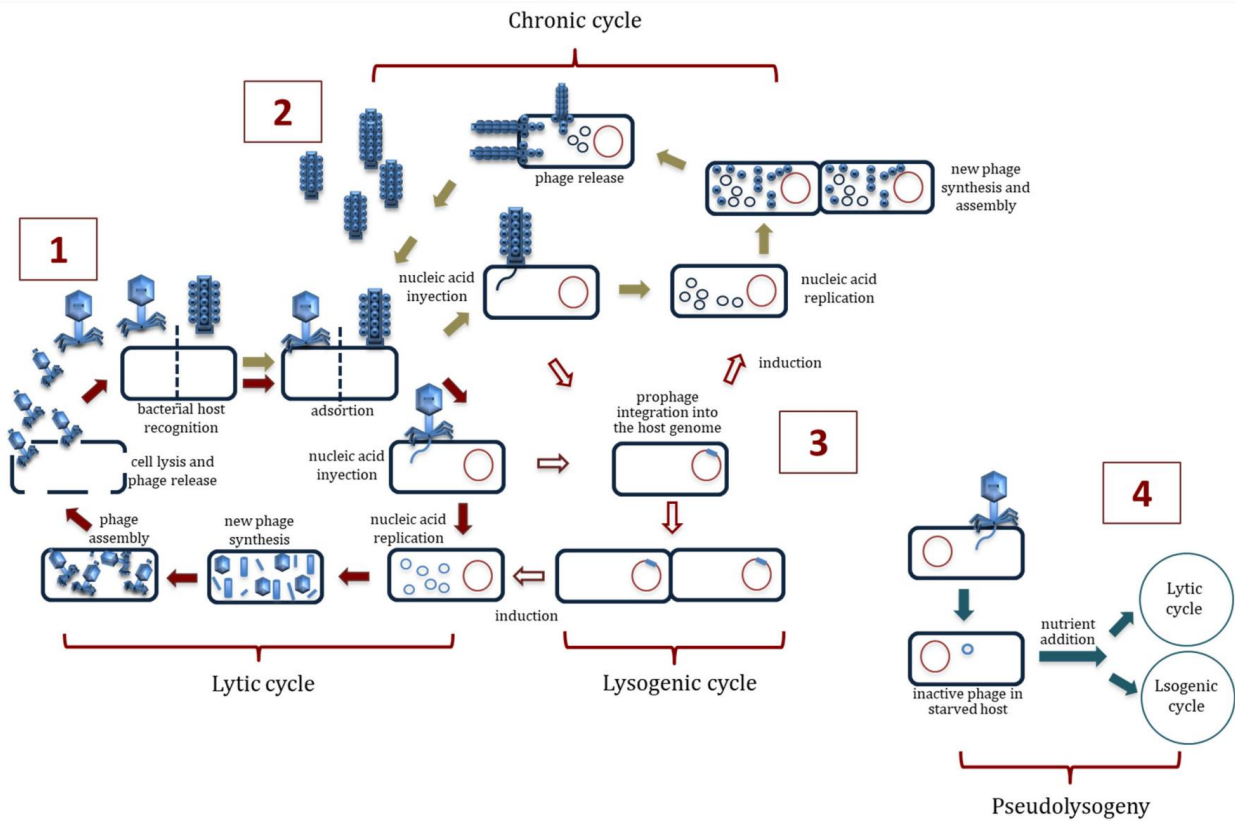 Chronic cycle
2
phage release
new phage
synthesis and
assembly
1
nucleic acid
inyection
nucleic acid
replication
induction
bacterial host
recognition
adsortion
prophage
integration into
the host genome
3
cell lysis and
phage release
nucleic acid
inyection
4
phage
assembly
new phage
synthesis
nucleic acid
replication
induction
Lytic
cycle
nutrient
addition
Lsogenic
cycle
inactive phage in
starved host
Lytic cycle
Lysogenic cycle
Pseudolysogeny